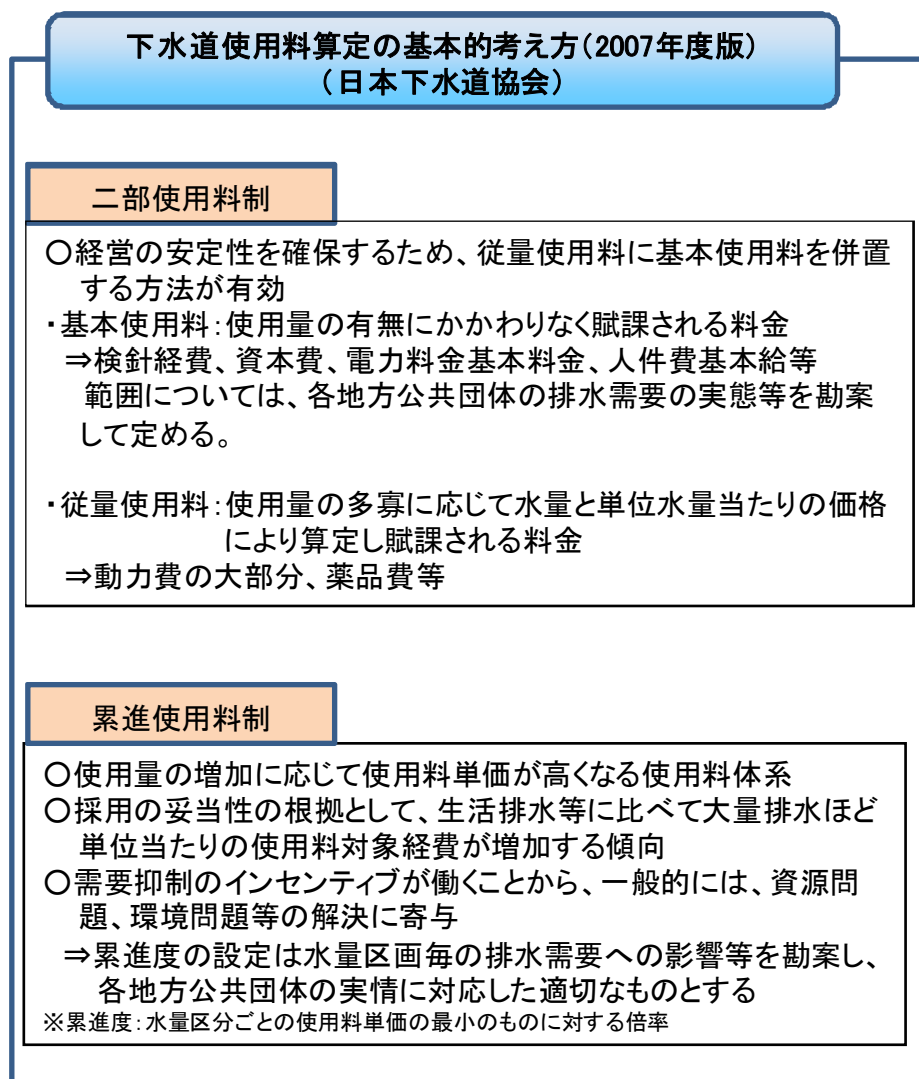 下水道使用料算定の基本的考え方(2007年度版)
(日本下水道協会)
二部使用料制
○経営の安定性を確保するため、従量使用料に基本使用料を併置
する方法が有効
・基本使用料:使用量の有無にかかわりなく賦課される料金
⇒検針経費、資本費、電力料金基本料金、人件費基本給等
範囲については、各地方公共団体の排水需要の実態等を勘案
して定める。
・従量使用料:使用量の多寡に応じて水量と単位水量当たりの価格
により算定し賦課される料金
⇒動力費の大部分、薬品費等
累進使用料制
○使用量の増加に応じて使用料単価が高くなる使用料体系
○採用の妥当性の根拠として、生活排水等に比べて大量排水ほど
単位当たりの使用料対象経費が増加する傾向
○需要抑制のインセンティブが働くことから、一般的には、資源問
題、環境問題等の解決に寄与
⇒累進度の設定は水量区画毎の排水需要への影響等を勘案し、
各地方公共団体の実情に対応した適切なものとする
※累進度:水量区分ごとの使用料単価の最小のものに対する倍率